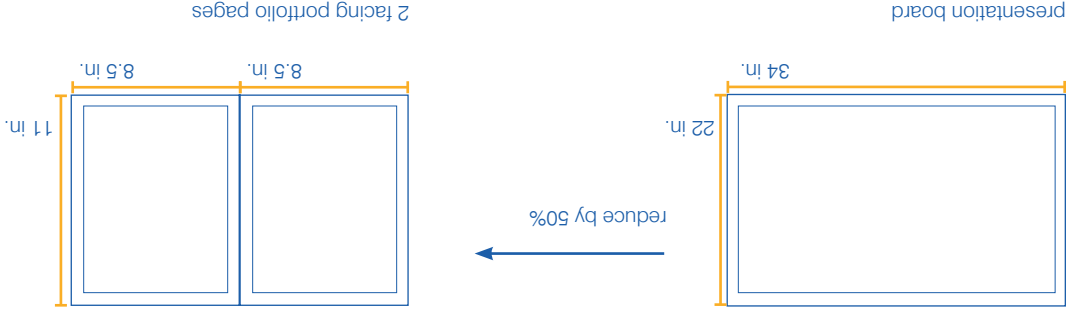 reduce by 50%
22 in.
34 in.
presentation board
11 in.
8.5 in.
8.5 in.
2 facing portfolio pages